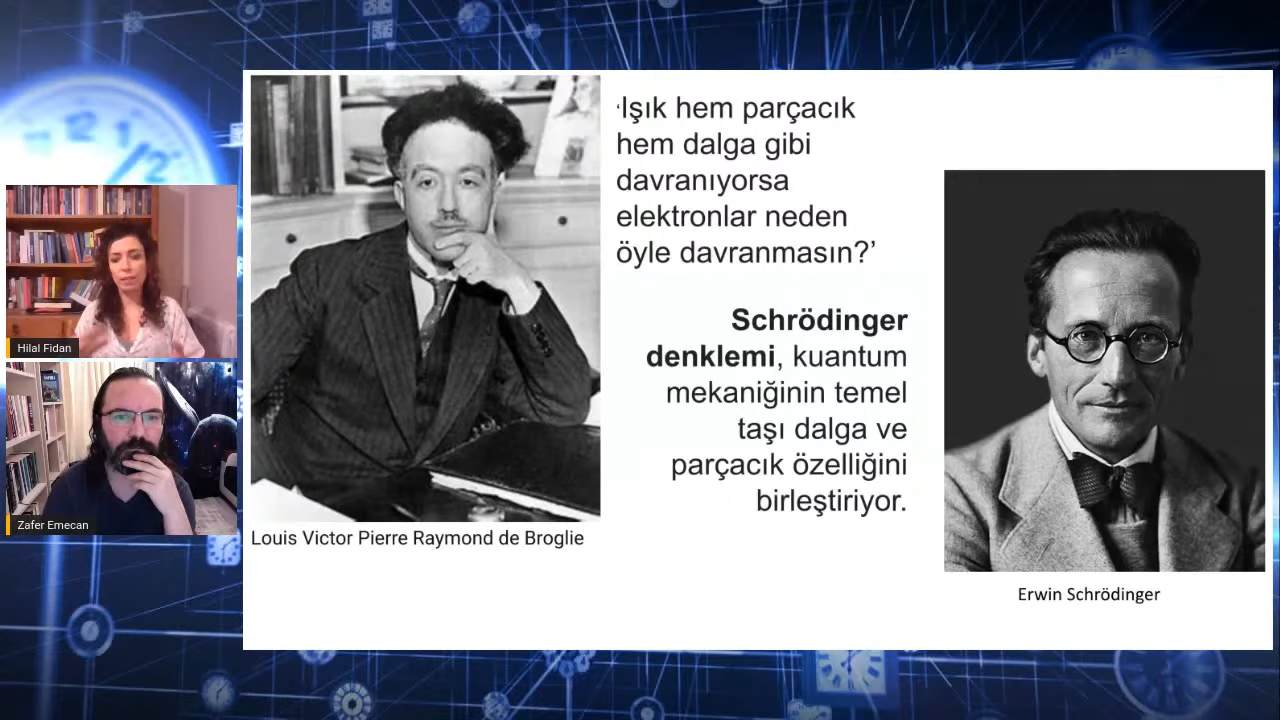 'Işık hem parçacık
hem dalga gibi
davranıyorsa
elektronlar neden
öyle davranmasın?’
Schrödinger
denklemi, kuantum
mekaniğinin temel
taşı dalga ve
parçacık özelliğini
birleştiriyor.
Louis Victor Pierre Raymond de Broglie
Erwin Schrödinger
Hilal Fidan
Zafer Emecan